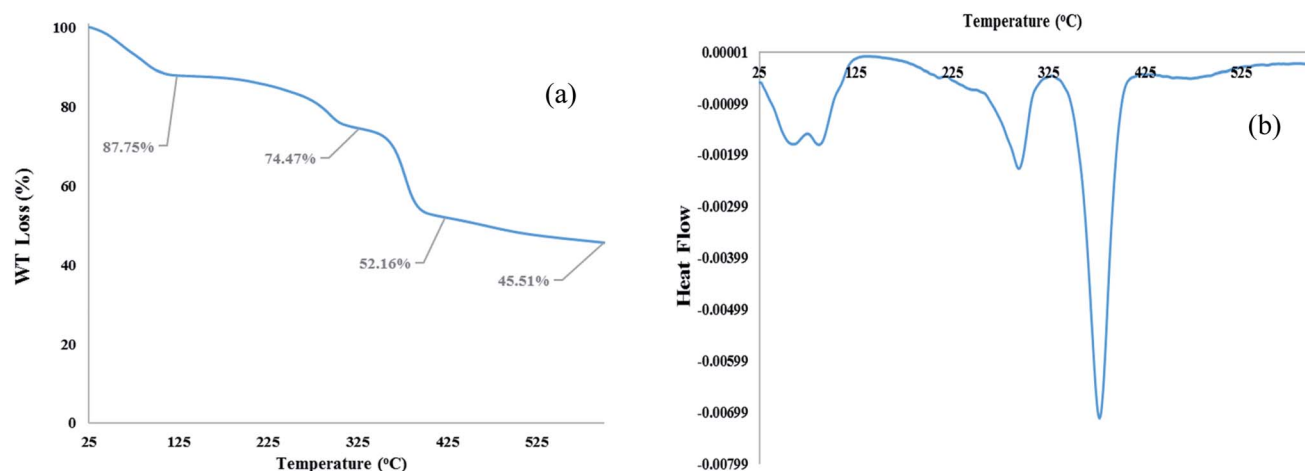 100
80
60
40
20
0
WT Loss (%)
87.75%
74.47%
52.16%
45.51%
(a)
25 125 225 325 425 525
Temperature (⁰C)
Temperature (⁰C)
0.00001
-0.00099
-0.00199
-0.00299
-0.00399
-0.00499
-0.00599
-0.00699
-0.00799
Heat Flow
25 125 225 325 425 525
(b)